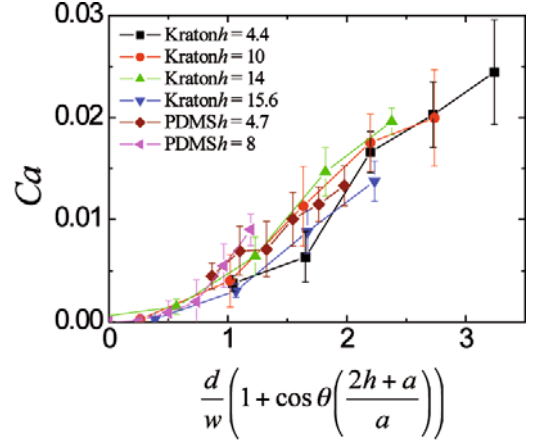 0.03
Kraton h = 4.4
Kraton h = 10
Kraton h = 14
0.02
Kraton h = 15.6
PDMS h = 4.7
PDMS h = 8
Ca
0.01
0.00
0 1 2 3
d/w (1 + cos θ ((2h + a)/a))